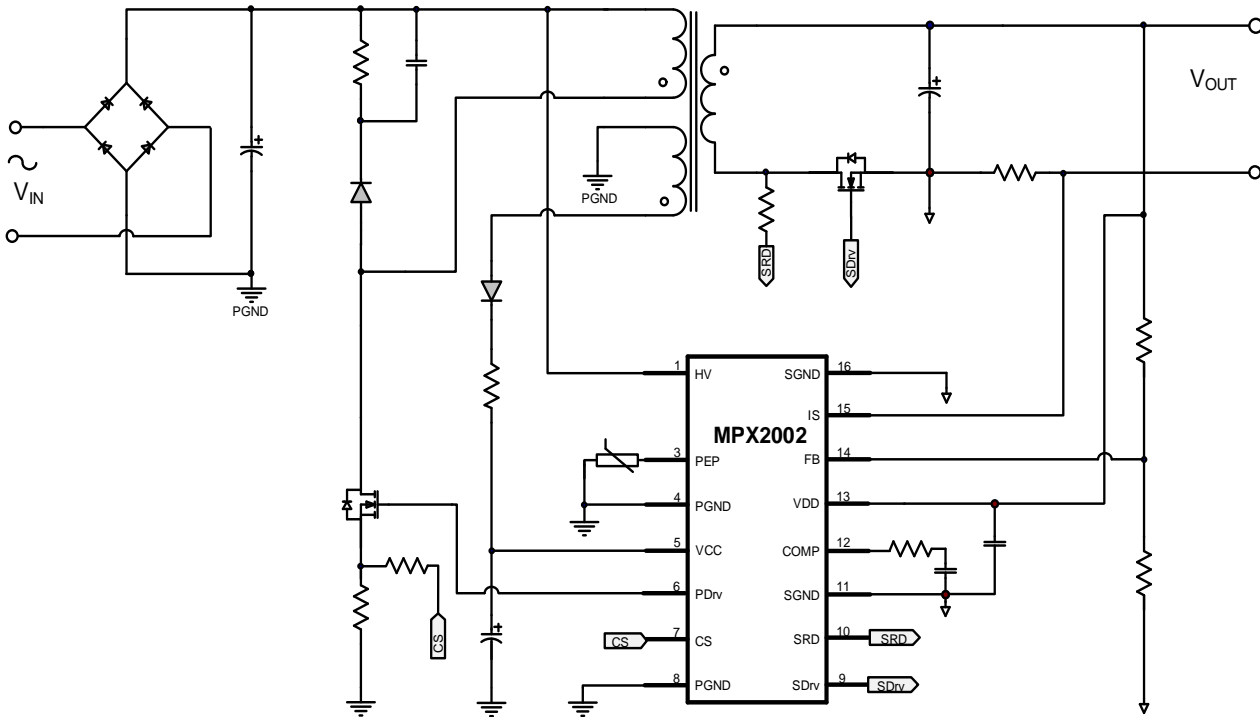 +
+
VOUT
VIN
PGND
PGND
SRD
SDrv
1 HV
SGND 16
IS 15
MPX2002
3 PEP
FB 14
4 PGND
VDD 13
5 VCC
COMP 12
6 PDrv
SGND 11
+
CS
CS
7 CS
SRD 10
SRD
8 PGND
SDrv 9
SDrv